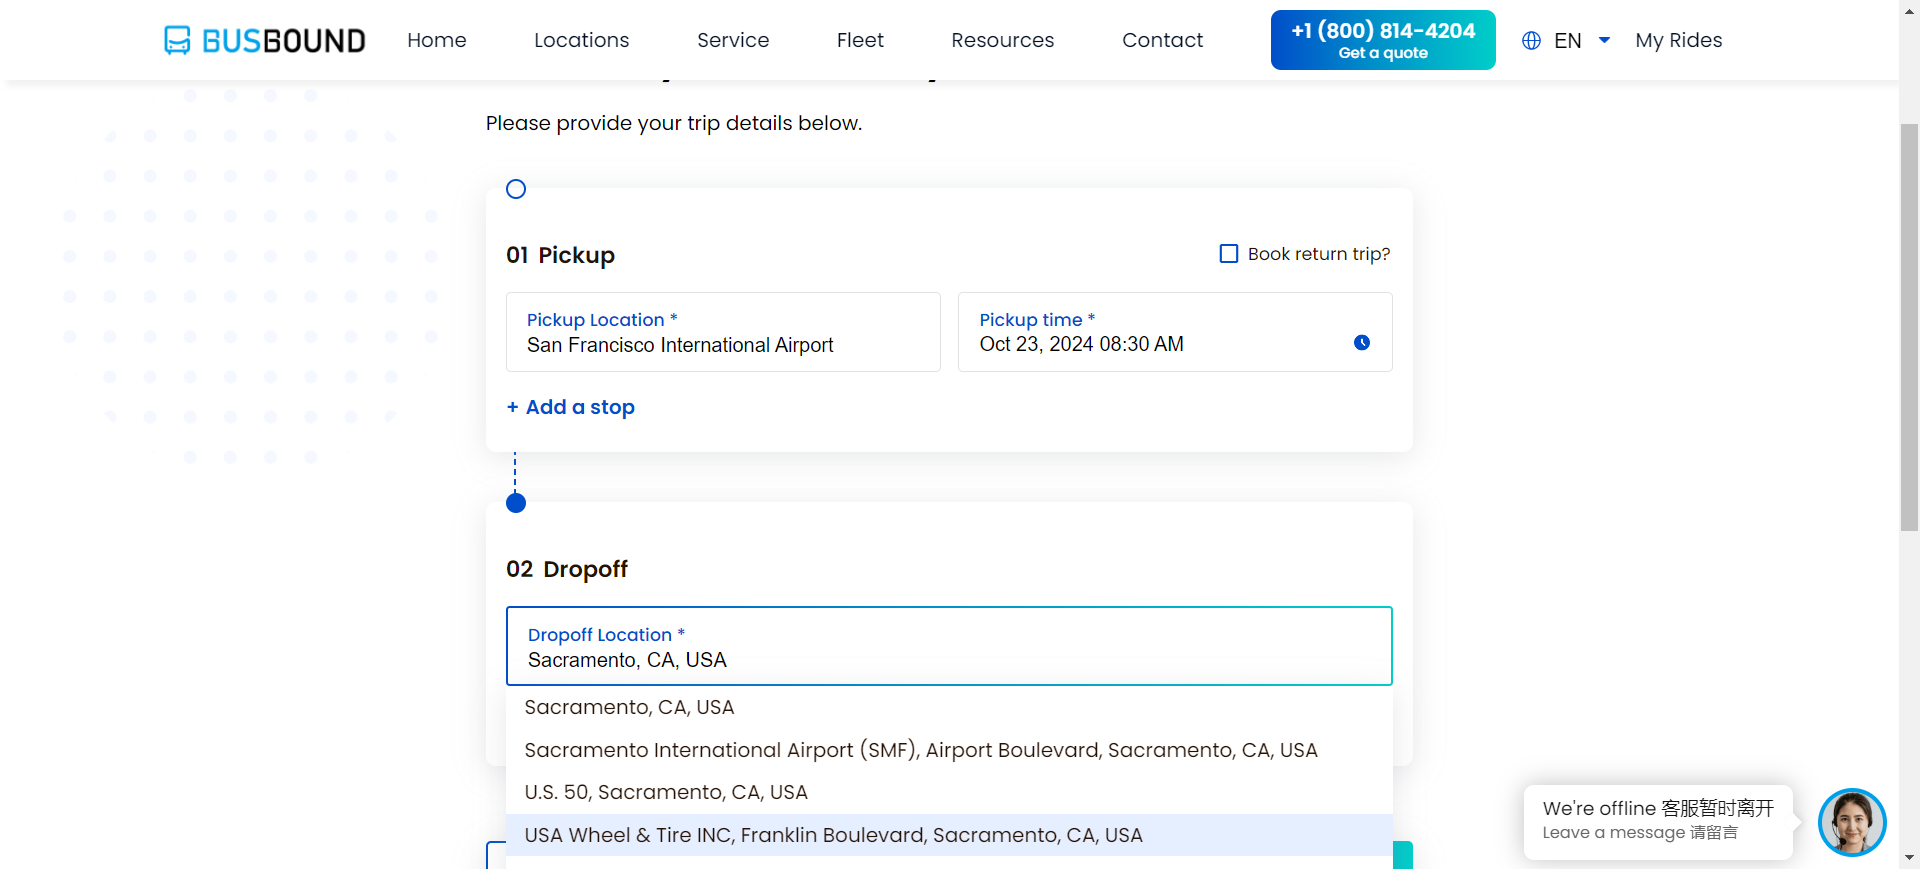 BUSBOUND
Home
Locations
Service
Fleet
Resources
Contact
+1 (800) 814-4204
Get a quote
EN
My Rides
Please provide your trip details below.
01 Pickup
Book return trip?
Pickup Location *
San Francisco International Airport
Pickup time *
Oct 23, 2024 08:30 AM
+ Add a stop
02 Dropoff
Dropoff Location *
Sacramento, CA, USA
Sacramento, CA, USA
Sacramento International Airport (SMF), Airport Boulevard, Sacramento, CA, USA
U.S. 50, Sacramento, CA, USA
USA Wheel & Tire INC, Franklin Boulevard, Sacramento, CA, USA
We're offline 客服暂时离开
Leave a message 请留言